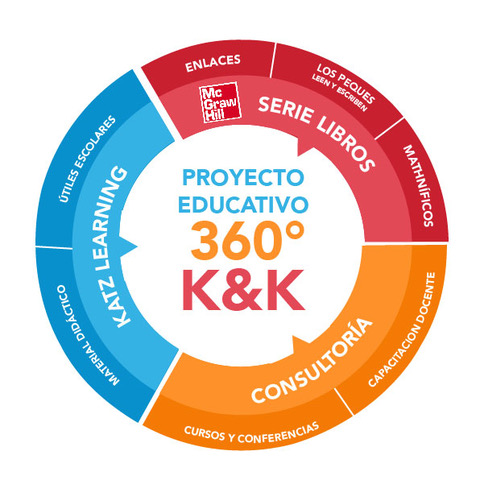 PROYECTO
EDUCATIVO
360°
K&K
ENLACES
LOS PEQUES
LEEN Y ESCRIBEN
MATHNÍFICOS
Mc
Graw
Hill
SERIE LIBROS
CAPACITACION DOCENTE
CURSOS Y CONFERENCIAS
CONSULTORÍA
MATERIAL DIDÁCTICO
ÚTILES ESCOLARES
KATZ LEARNING